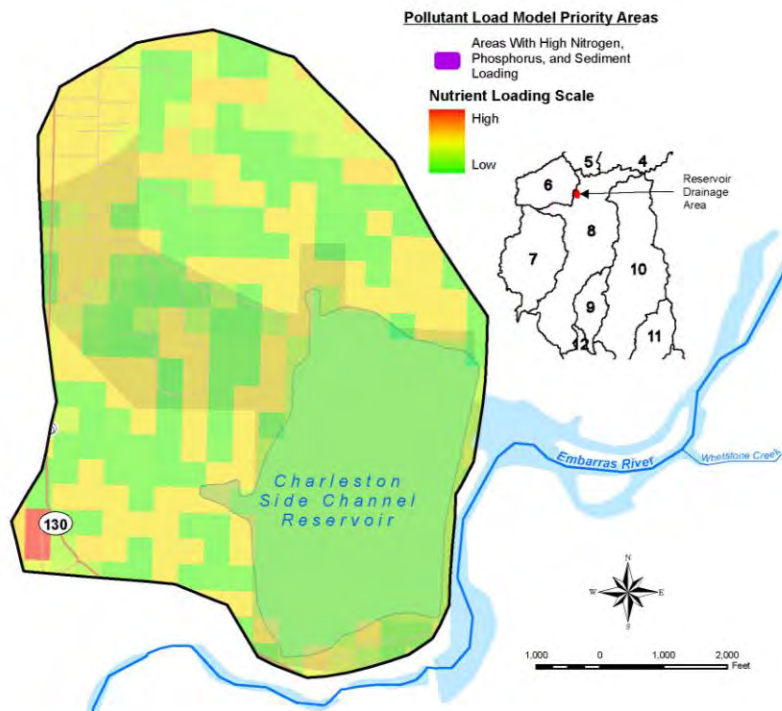 Pollutant Load Model Priority Areas
Areas With High Nitrogen,
Phosphorus, and Sediment
Loading
Nutrient Loading Scale
High
Low
5
4
6
Reservoir
Drainage
Area
8
7
10
9
11
12
Embarras River
Whetstone Creek
Charleston
Side Channel
Reservoir
130
N
W
E
S
1,000
0
1,000
2,000
Feet